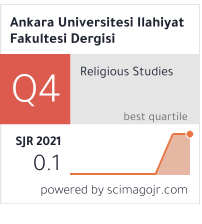 Ankara Universitesi Ilahiyat
Fakultesi Dergisi
Q4
Religious Studies
best quartile
SJR 2021
0.1
powered by scimagojr.com